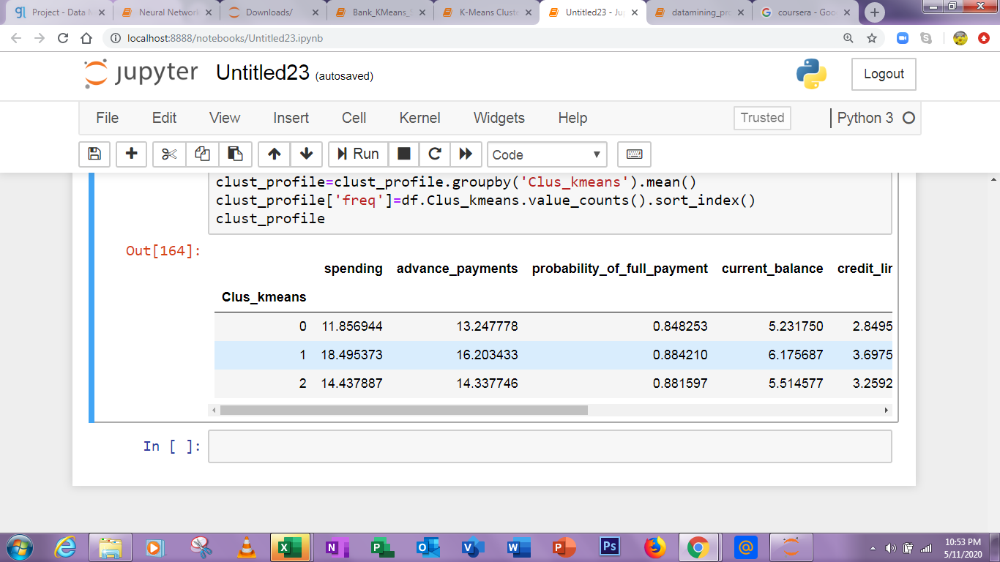 gl Project - Data M
Neural Network
Downloads/
Bank_KMeans_S
K-Means Cluste
Untitled23 - Ju
datamining_pro
coursera - Goo
localhost:8888/notebooks/Untitled23.ipynb
jupyter Untitled23 (autosaved)
Logout
File Edit View Insert Cell Kernel Widgets Help
Trusted
Python 3
Run
Code
clust_profile=clust_profile.groupby('Clus_kmeans').mean()
clust_profile['freq']=df.Clus_kmeans.value_counts().sort_index()
clust_profile
Out[164]:
spending advance_payments probability_of_full_payment current_balance credit_lir
Clus_kmeans
0 11.856944 13.247778 0.848253 5.231750 2.8495
1 18.495373 16.203433 0.884210 6.175687 3.6975
2 14.437887 14.337746 0.881597 5.514577 3.2592
In [ ]:
X N P O V W P Ps @
10:53 PM
5/11/2020